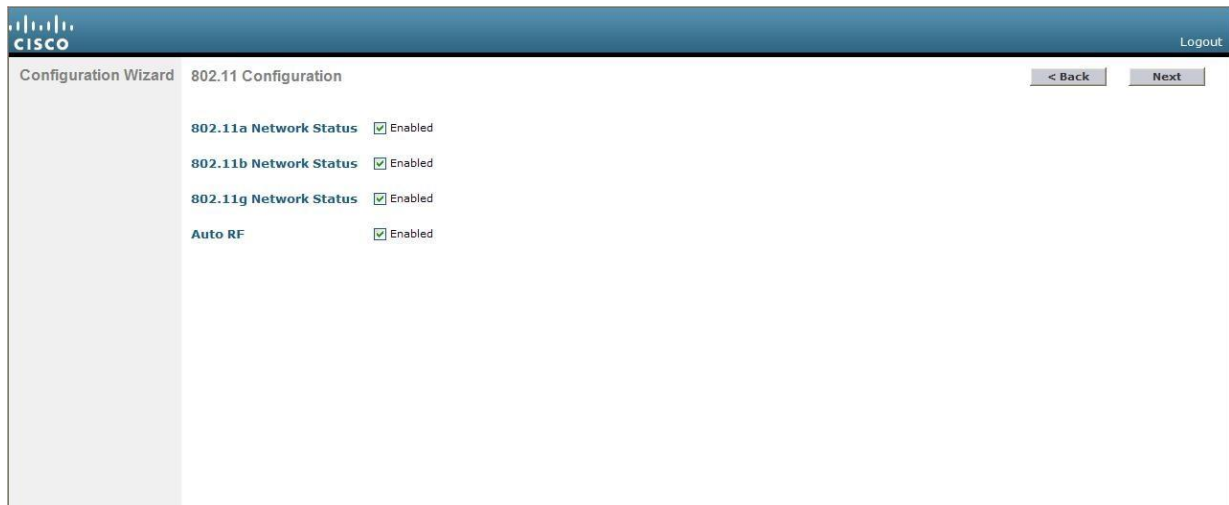 CISCO
Logout
Configuration Wizard
802.11 Configuration
< Back
Next
802.11a Network Status Enabled
802.11b Network Status Enabled
802.11g Network Status Enabled
Auto RF Enabled